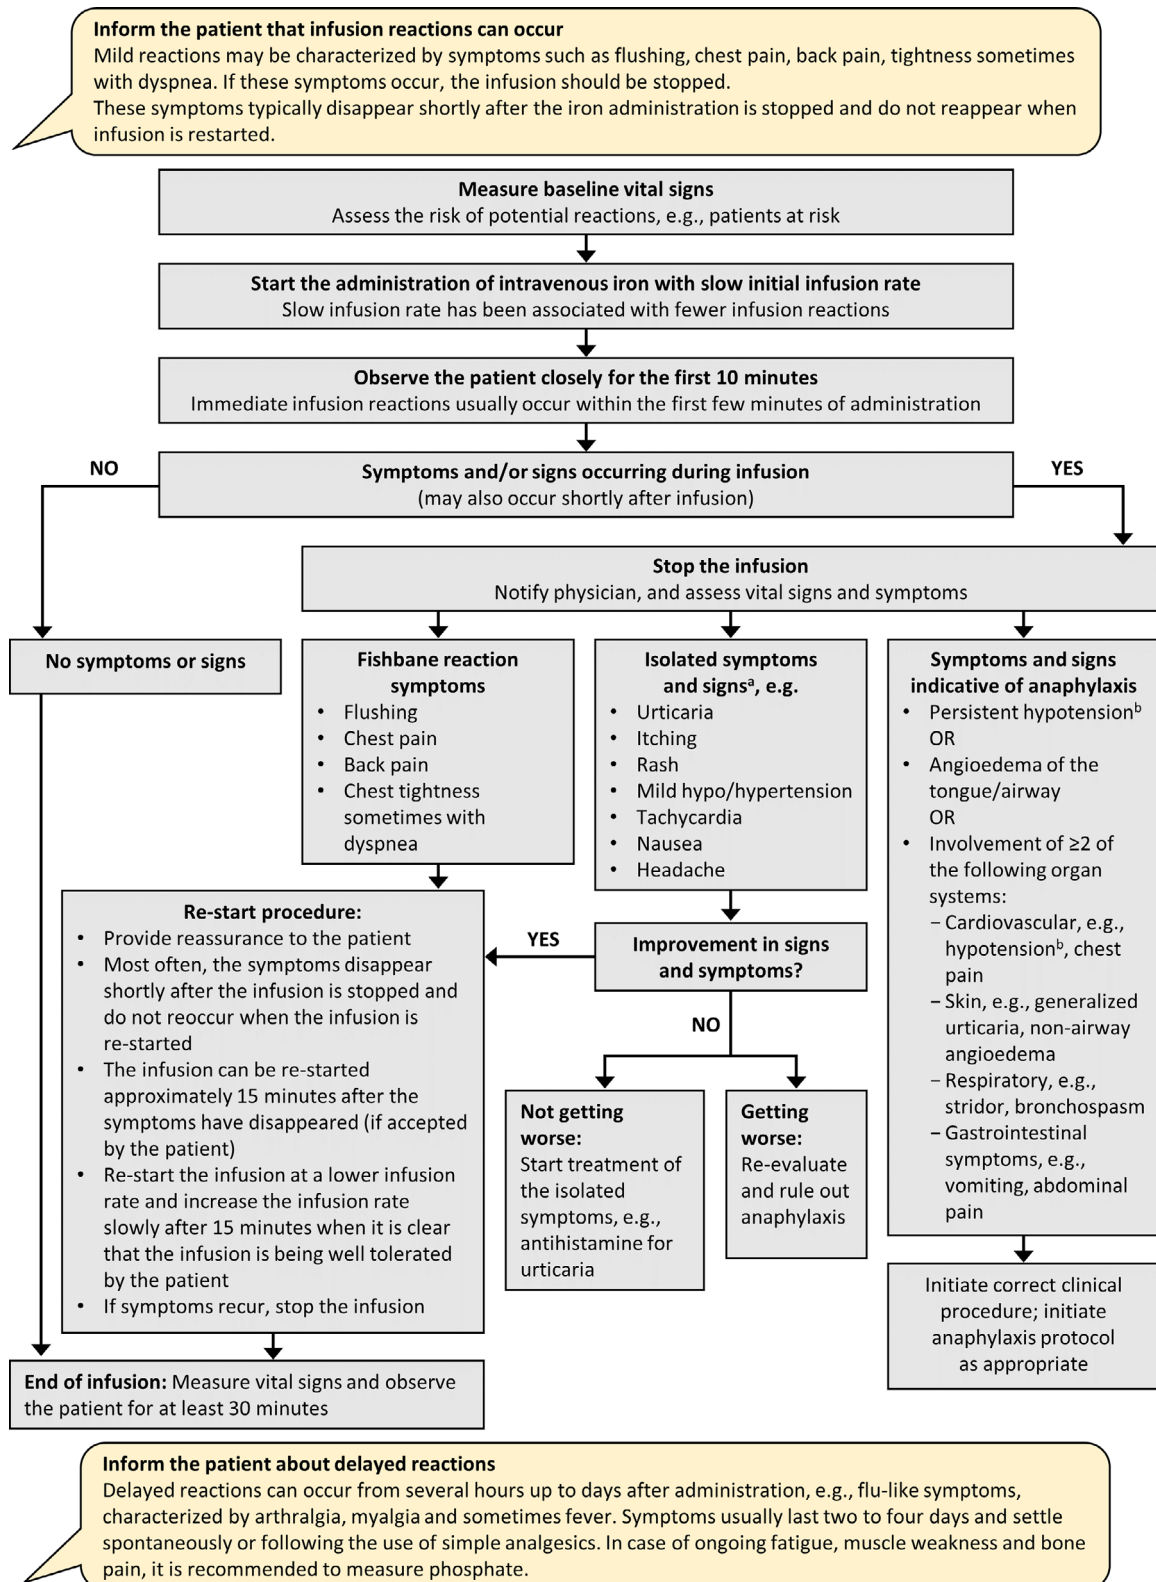 Inform the patient that infusion reactions can occur
Mild reactions may be characterized by symptoms such as flushing, chest pain, back pain, tightness sometimes
with dyspnea. If these symptoms occur, the infusion should be stopped.
These symptoms typically disappear shortly after the iron administration is stopped and do not reappear when
infusion is restarted.
Measure baseline vital signs
Assess the risk of potential reactions, e.g., patients at risk
Start the administration of intravenous iron with slow initial infusion rate
Slow infusion rate has been associated with fewer infusion reactions
Observe the patient closely for the first 10 minutes
Immediate infusion reactions usually occur within the first few minutes of administration
NO
Symptoms and/or signs occurring during infusion
(may also occur shortly after infusion)
YES
Stop the infusion
Notify physician, and assess vital signs and symptoms
No symptoms or signs
Fishbane reaction
symptoms
• Flushing
• Chest pain
• Back pain
• Chest tightness
sometimes with
dyspnea
Isolated symptoms
and signsᵃ, e.g.
• Urticaria
• Itching
• Rash
• Mild hypo/hypertension
• Tachycardia
• Nausea
• Headache
Symptoms and signs
indicative of anaphylaxis
• Persistent hypotensionᵇ
OR
• Angioedema of the
tongue/airway
OR
• Involvement of ≥2 of
the following organ
systems:
– Cardiovascular, e.g.,
hypotensionᵇ, chest
pain
– Skin, e.g., generalized
urticaria, non-airway
angioedema
– Respiratory, e.g.,
stridor, bronchospasm
– Gastrointestinal
symptoms, e.g.,
vomiting, abdominal
pain
Re-start procedure:
• Provide reassurance to the patient
• Most often, the symptoms disappear
shortly after the infusion is stopped and
do not reoccur when the infusion is
re-started
• The infusion can be re-started
approximately 15 minutes after the
symptoms have disappeared (if accepted
by the patient)
• Re-start the infusion at a lower infusion
rate and increase the infusion rate
slowly after 15 minutes when it is clear
that the infusion is being well tolerated
by the patient
• If symptoms recur, stop the infusion
YES
Improvement in signs
and symptoms?
NO
Not getting
worse:
Start treatment of
the isolated
symptoms, e.g.,
antihistamine for
urticaria
Getting
worse:
Re-evaluate
and rule out
anaphylaxis
Initiate correct clinical
procedure; initiate
anaphylaxis protocol
as appropriate
End of infusion: Measure vital signs and observe
the patient for at least 30 minutes
Inform the patient about delayed reactions
Delayed reactions can occur from several hours up to days after administration, e.g., flu-like symptoms,
characterized by arthralgia, myalgia and sometimes fever. Symptoms usually last two to four days and settle
spontaneously or following the use of simple analgesics. In case of ongoing fatigue, muscle weakness and bone
pain, it is recommended to measure phosphate.